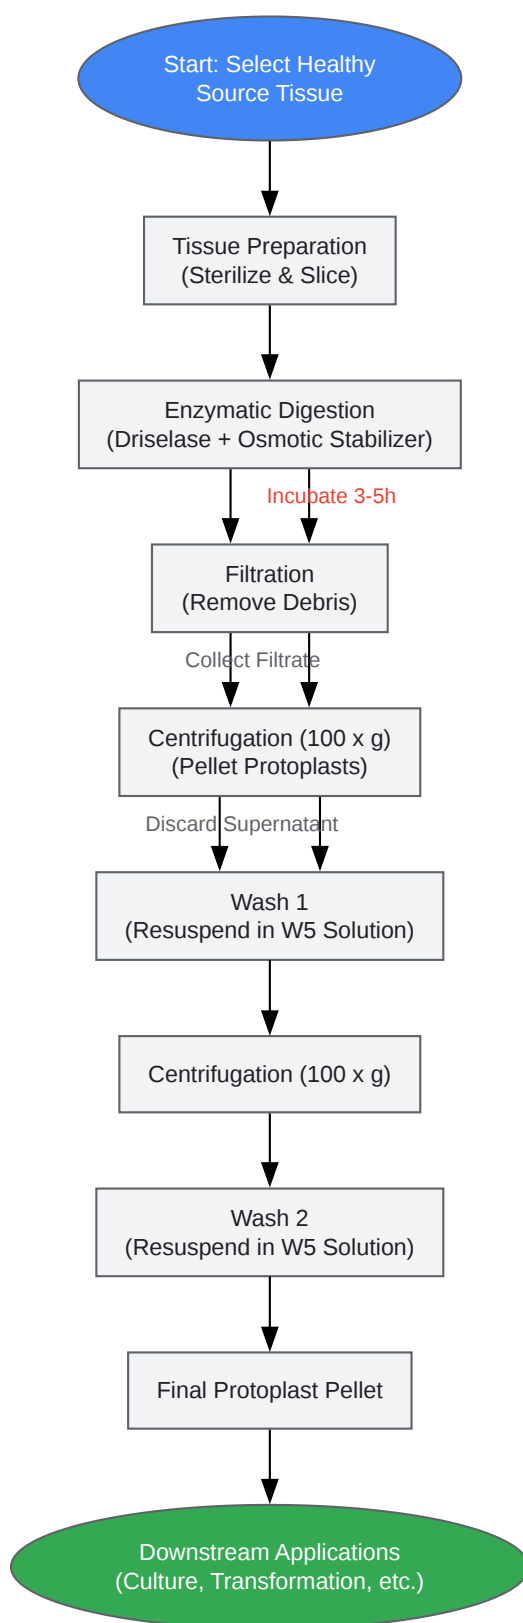 Start: Select Healthy
Source Tissue
Tissue Preparation
(Sterilize & Slice)
Enzymatic Digestion
(Driselase + Osmotic Stabilizer)
Incubate 3-5h
Filtration
(Remove Debris)
Collect Filtrate
Centrifugation (100 x g)
(Pellet Protoplasts)
Discard Supernatant
Wash 1
(Resuspend in W5 Solution)
Centrifugation (100 x g)
Wash 2
(Resuspend in W5 Solution)
Final Protoplast Pellet
Downstream Applications
(Culture, Transformation, etc.)